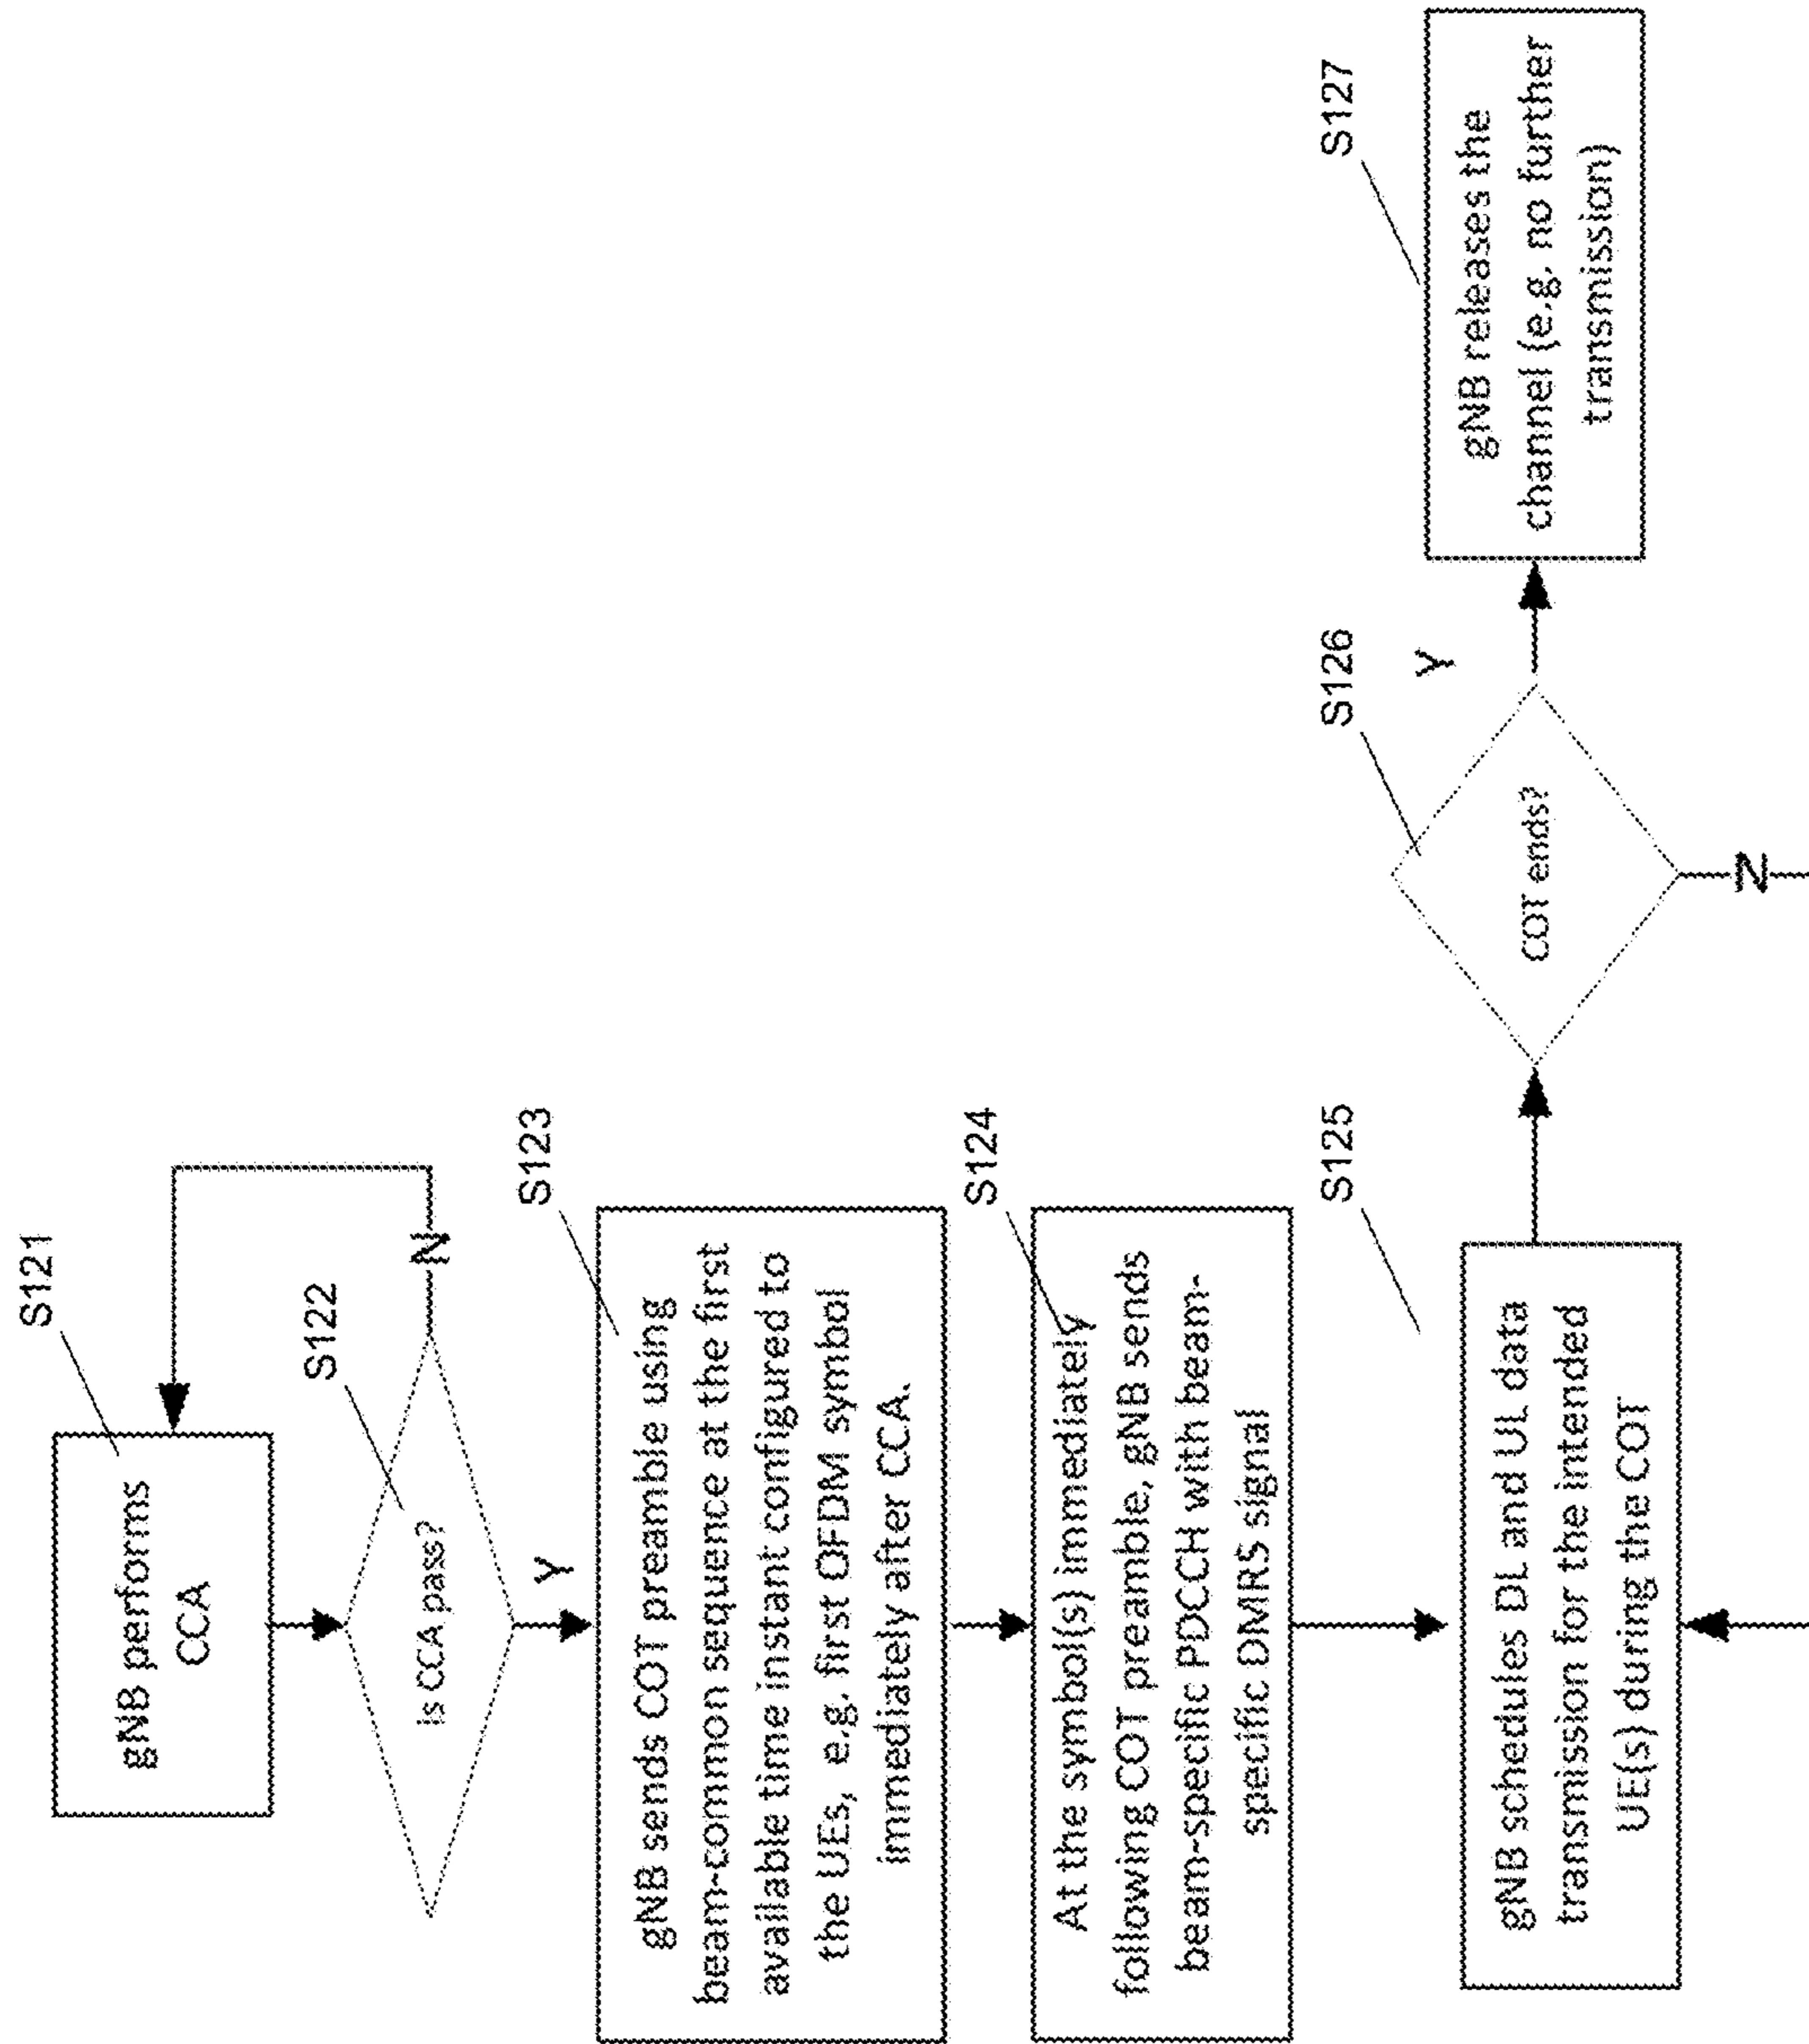 S121
gNB performs
CCA
S122
Is CCA pass?
N
Y
S123
gNB sends COT preamble using
beam-common sequence at the first
available time instant configured to
the UEs, e.g. first OFDM symbol
immediately after CCA.
S124
At the symbol(s) immediately
following COT preamble, gNB sends
beam-specific PDCCH with beam-
specific DMRS signal
S125
gNB schedules DL and UL data
transmission for the intended
UE(s) during the COT
S126
COT ends?
Y
N
S127
gNB releases the
channel (e.g. no further
transmission)